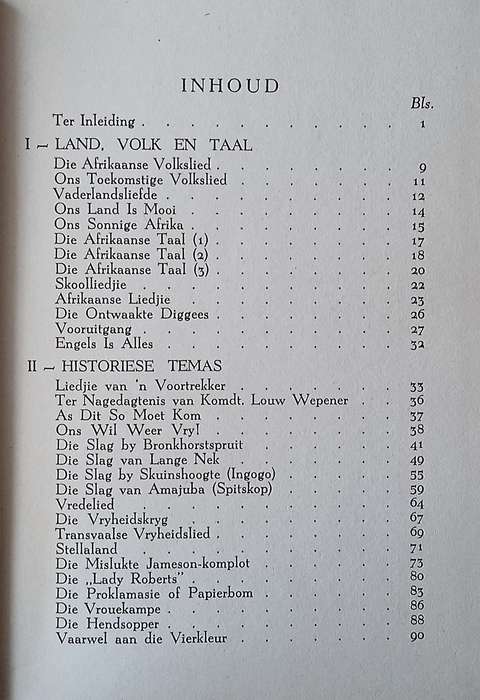 INHOUD
Bls.
Ter Inleiding . . . . . . . . . . 1
I — LAND, VOLK EN TAAL
Die Afrikaanse Volkslied . . . . . . . 9
Ons Toekomstige Volkslied . . . . . . 11
Vaderlandsliefde . . . . . . . . . 12
Ons Land Is Mooi . . . . . . . . 14
Ons Sonnige Afrika . . . . . . . . 15
Die Afrikaanse Taal (1) . . . . . . . 17
Die Afrikaanse Taal (2) . . . . . . . 18
Die Afrikaanse Taal (3) . . . . . . . 20
Skoolliedjie . . . . . . . . . 22
Afrikaanse Liedjie . . . . . . . . 23
Die Ontwaakte Diggees . . . . . . . 26
Vooruitgang . . . . . . . . . 27
Engels Is Alles . . . . . . . . . 32
II — HISTORIESE TEMAS
Liedjie van 'n Voortrekker . . . . . . 33
Ter Nagedagtenis van Komdt. Louw Wepener . . 36
As Dit So Moet Kom . . . . . . . 37
Ons Wil Weer Vry! . . . . . . . . 38
Die Slag by Bronkhorstspruit . . . . . . 41
Die Slag van Lange Nek . . . . . . . 49
Die Slag by Skuinshoogte (Ingogo) . . . . 55
Die Slag van Amajuba (Spitskop) . . . . 59
Vredelied . . . . . . . . . . 64
Die Vryheidskryg . . . . . . . . 67
Transvaalse Vryheidslied . . . . . . . 69
Stellaland . . . . . . . . . 71
Die Mislukte Jameson-komplot . . . . . 73
Die „Lady Roberts" . . . . . . . . 80
Die Proklamasie of Papierbom . . . . . 83
Die Vrouekampe . . . . . . . . . 86
Die Hendsopper . . . . . . . . . 88
Vaarwel aan die Vierkleur . . . . . . 90